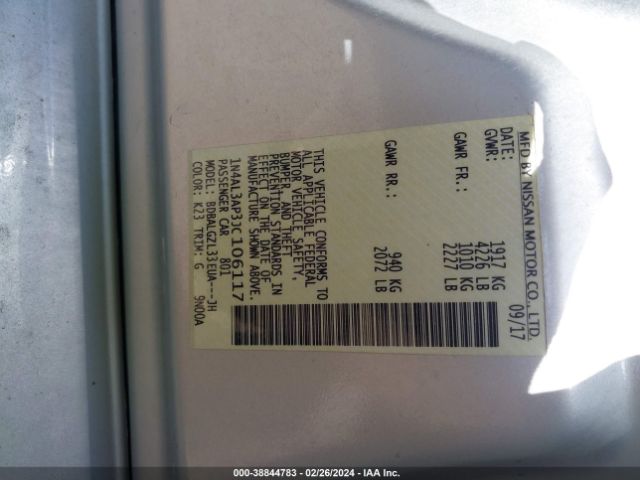 MFD BY NISSAN MOTOR CO., LTD.
DATE: 09/17
GVWR: 1917 KG
4226 LB
GAWR FR: 1010 KG
2227 LB
GAWR RR: 940 KG
2072 LB
THIS VEHICLE CONFORMS TO
ALL APPLICABLE FEDERAL
MOTOR VEHICLE SAFETY,
BUMPER, AND THEFT
PREVENTION STANDARDS IN
EFFECT ON THE DATE OF
MANUFACTURE SHOWN ABOVE.
1N4AL3AP3JC106117
PASSENGER CAR 801
MODEL: BDBALGZL33EUA---JH
COLOR: K23 TRIM: G 9N00A
000-38844783 - 02/26/2024 - IAA Inc.